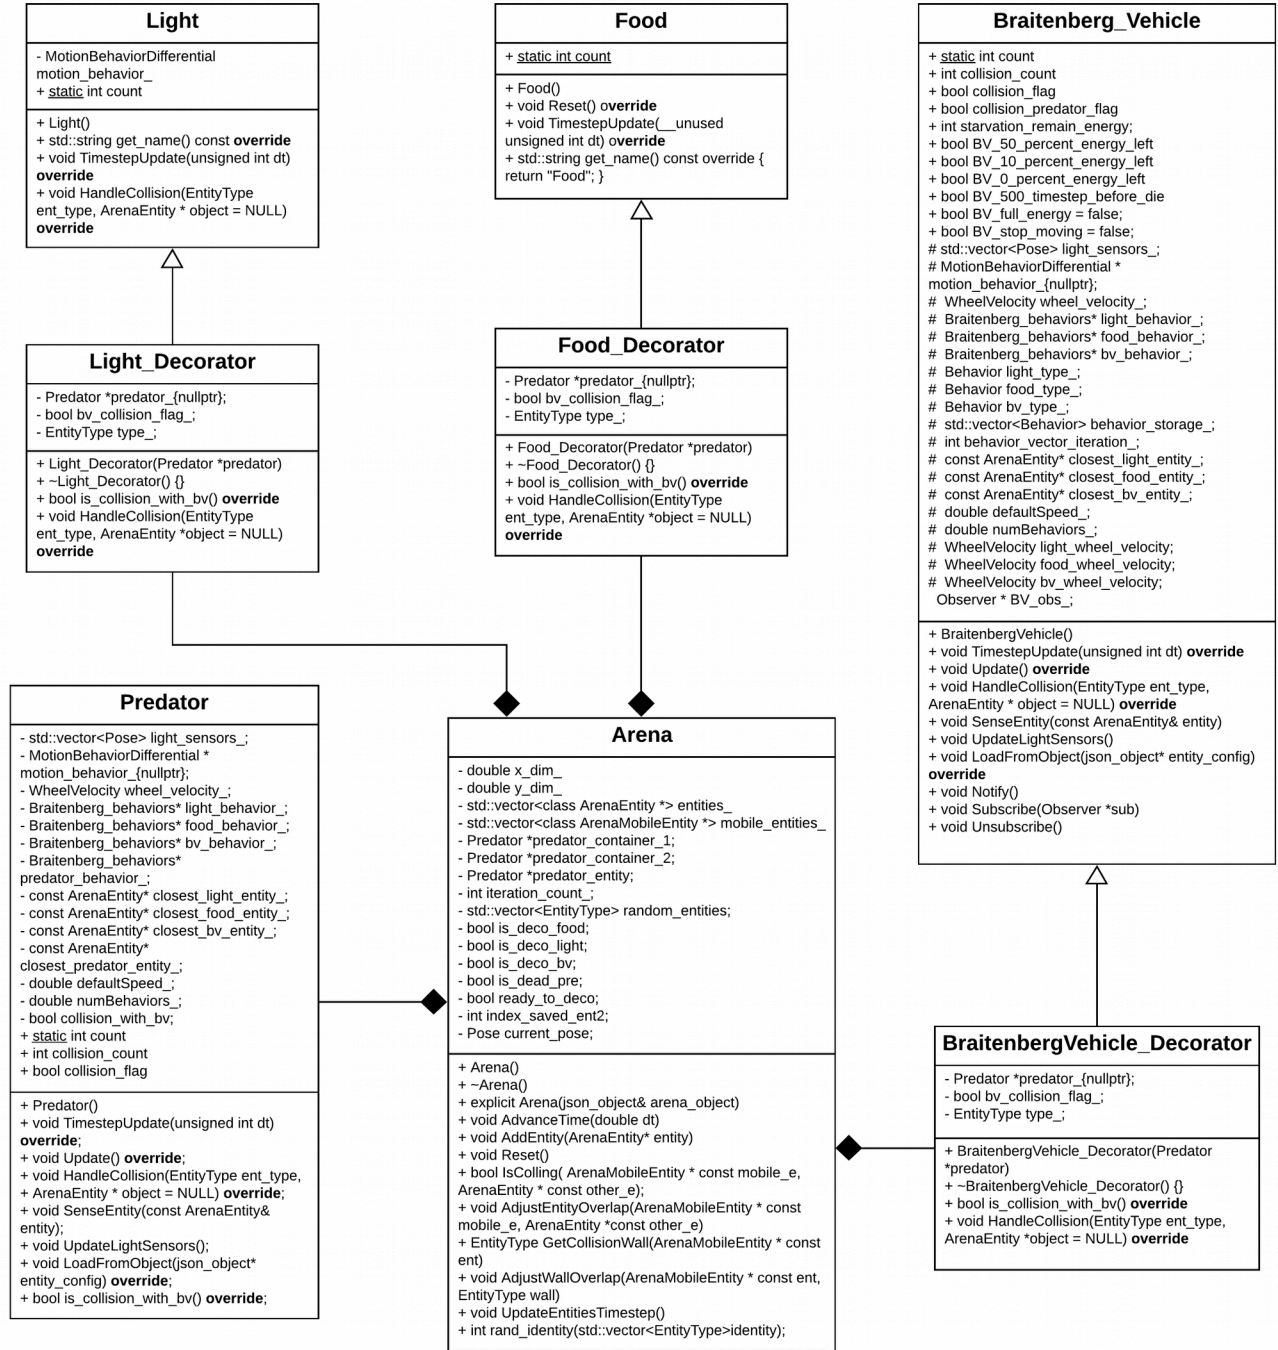 Light
- MotionBehaviorDifferential
motion_behavior_
+ static int count
+ Light()
+ std::string get_name() const override
+ void TimestepUpdate(unsigned int dt)
override
+ void HandleCollision(EntityType
ent_type, ArenaEntity * object = NULL)
override
Food
+ static int count
+ Food()
+ void Reset() override
+ void TimestepUpdate(__unused
unsigned int dt) override
+ std::string get_name() const override {
return "Food"; }
Braitenberg_Vehicle
+ static int count
+ int collision_count
+ bool collision_flag
+ bool collision_predator_flag
+ int starvation_remain_energy;
+ bool BV_50_percent_energy_left
+ bool BV_10_percent_energy_left
+ bool BV_0_percent_energy_left
+ bool BV_500_timestep_before_die
+ bool BV_full_energy = false;
+ bool BV_stop_moving = false;
# std::vector<Pose> light_sensors_;
# MotionBehaviorDifferential *
motion_behavior_{nullptr};
# WheelVelocity wheel_velocity_;
# Braitenberg_behaviors* light_behavior_;
# Braitenberg_behaviors* food_behavior_;
# Braitenberg_behaviors* bv_behavior_;
# Behavior light_type_;
# Behavior food_type_;
# Behavior bv_type_;
# std::vector<Behavior> behavior_storage_;
# int behavior_vector_iteration_;
# const ArenaEntity* closest_light_entity_;
# const ArenaEntity* closest_food_entity_;
# const ArenaEntity* closest_bv_entity_;
# double defaultSpeed_;
# double numBehaviors_;
# WheelVelocity light_wheel_velocity;
# WheelVelocity food_wheel_velocity;
# WheelVelocity bv_wheel_velocity;
Observer * BV_obs_;
+ BraitenbergVehicle()
+ void TimestepUpdate(unsigned int dt) override
+ void Update() override
+ void HandleCollision(EntityType ent_type,
ArenaEntity * object = NULL) override
+ void SenseEntity(const ArenaEntity& entity)
+ void UpdateLightSensors()
+ void LoadFromObject(json_object* entity_config)
override
+ void Notify()
+ void Subscribe(Observer *sub)
+ void Unsubscribe()
Light_Decorator
- Predator *predator_{nullptr};
- bool bv_collision_flag_;
- EntityType type_;
+ Light_Decorator(Predator *predator)
+ ~Light_Decorator() {}
+ bool is_collision_with_bv() override
+ void HandleCollision(EntityType
ent_type, ArenaEntity *object = NULL)
override
Food_Decorator
- Predator *predator_{nullptr};
- bool bv_collision_flag_;
- EntityType type_;
+ Food_Decorator(Predator *predator)
+ ~Food_Decorator() {}
+ bool is_collision_with_bv() override
+ void HandleCollision(EntityType
ent_type, ArenaEntity *object = NULL)
override
Predator
- std::vector<Pose> light_sensors_;
- MotionBehaviorDifferential *
motion_behavior_{nullptr};
- WheelVelocity wheel_velocity_;
- Braitenberg_behaviors* light_behavior_;
- Braitenberg_behaviors* food_behavior_;
- Braitenberg_behaviors* bv_behavior_;
- Braitenberg_behaviors*
predator_behavior_;
- const ArenaEntity* closest_light_entity_;
- const ArenaEntity* closest_food_entity_;
- const ArenaEntity* closest_bv_entity_;
- const ArenaEntity*
closest_predator_entity_;
- double defaultSpeed_;
- double numBehaviors_;
- bool collision_with_bv;
+ static int count
+ int collision_count
+ bool collision_flag
+ Predator()
+ void TimestepUpdate(unsigned int dt)
override;
+ void Update() override;
+ void HandleCollision(EntityType ent_type,
+ ArenaEntity * object = NULL) override;
+ void SenseEntity(const ArenaEntity&
entity);
+ void UpdateLightSensors();
+ void LoadFromObject(json_object*
entity_config) override;
+ bool is_collision_with_bv() override;
Arena
- double x_dim_
- double y_dim_
- std::vector<class ArenaEntity *> entities_
- std::vector<class ArenaMobileEntity *> mobile_entities_
- Predator *predator_container_1;
- Predator *predator_container_2;
- Predator *predator_entity;
- int iteration_count_;
- std::vector<EntityType> random_entities;
- bool is_deco_food;
- bool is_deco_light;
- bool is_deco_bv;
- bool is_dead_pre;
- bool ready_to_deco;
- int index_saved_ent2;
- Pose current_pose;
+ Arena()
+ ~Arena()
+ explicit Arena(json_object& arena_object)
+ void AdvanceTime(double dt)
+ void AddEntity(ArenaEntity* entity)
+ void Reset()
+ bool IsColling( ArenaMobileEntity * const mobile_e,
ArenaEntity * const other_e);
+ void AdjustEntityOverlap(ArenaMobileEntity * const
mobile_e, ArenaEntity *const other_e)
+ EntityType GetCollisionWall(ArenaMobileEntity * const
ent)
+ void AdjustWallOverlap(ArenaMobileEntity * const ent,
EntityType wall)
+ void UpdateEntitiesTimestep()
+ int rand_identity(std::vector<EntityType>identity);
BraitenbergVehicle_Decorator
- Predator *predator_{nullptr};
- bool bv_collision_flag_;
- EntityType type_;
+ BraitenbergVehicle_Decorator(Predator
*predator)
+ ~BraitenbergVehicle_Decorator() {}
+ bool is_collision_with_bv() override
+ void HandleCollision(EntityType ent_type,
ArenaEntity *object = NULL) override